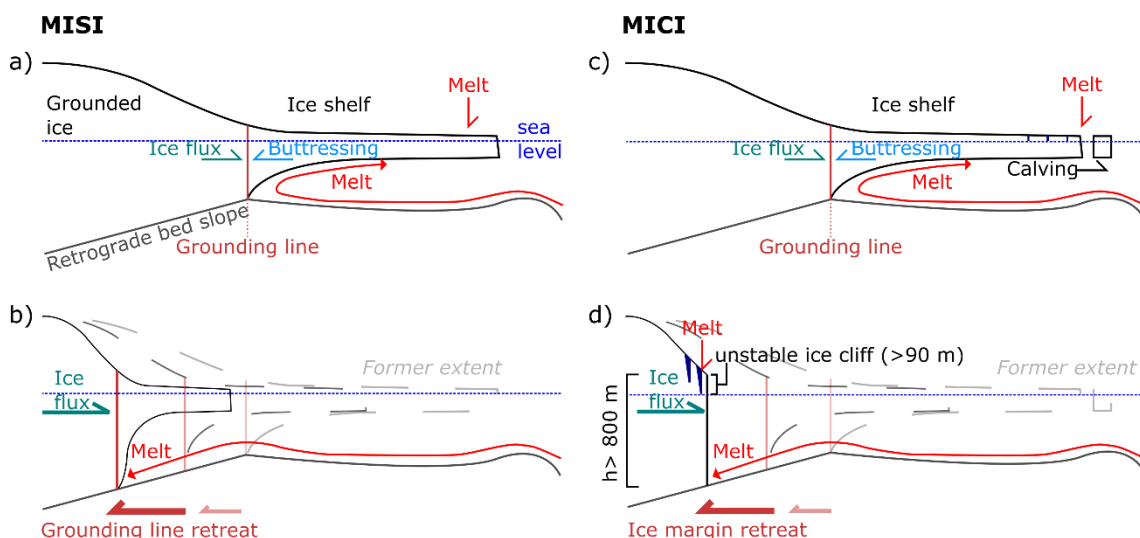 MISI
a)
Grounded
ice
Ice shelf
Melt
sea
level
Ice flux
Buttressing
Melt
Retrograde bed slope
Grounding line
b)
Former extent
Ice
flux
Melt
Grounding line retreat
MICI
c)
Ice shelf
Melt
Ice flux
Buttressing
Calving
Melt
Grounding line
d)
Melt
unstable ice cliff (>90 m)
Former extent
Ice
flux
h> 800 m
Melt
Ice margin retreat